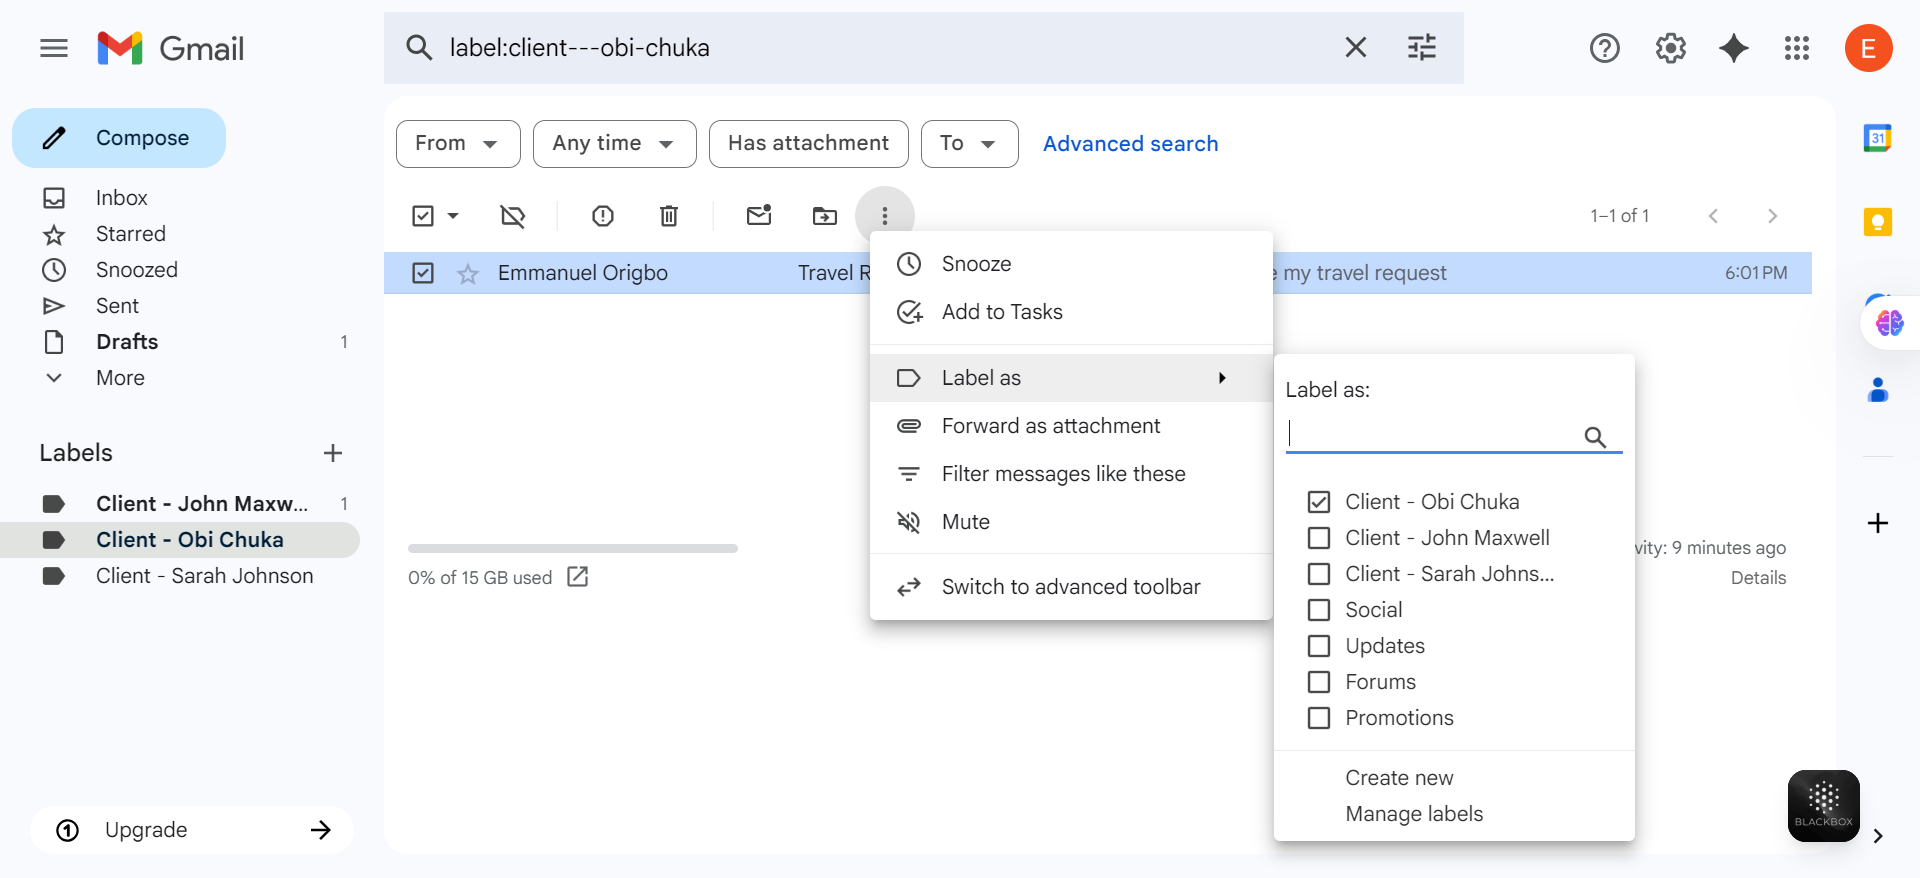 Gmail
label:client---obi-chuka
E
Compose
Inbox
Starred
Snoozed
Sent
Drafts 1
More
Labels
Client - John Maxw... 1
Client - Obi Chuka
Client - Sarah Johnson
Upgrade
From
Any time
Has attachment
To
Advanced search
1–1 of 1
Emmanuel Origbo Travel R my travel request 6:01 PM
0% of 15 GB used
vity: 9 minutes ago
Details
Snooze
Add to Tasks
Label as
Forward as attachment
Filter messages like these
Mute
Switch to advanced toolbar
Label as:
Client - Obi Chuka
Client - John Maxwell
Client - Sarah Johns...
Social
Updates
Forums
Promotions
Create new
Manage labels
31
BLACKBOX